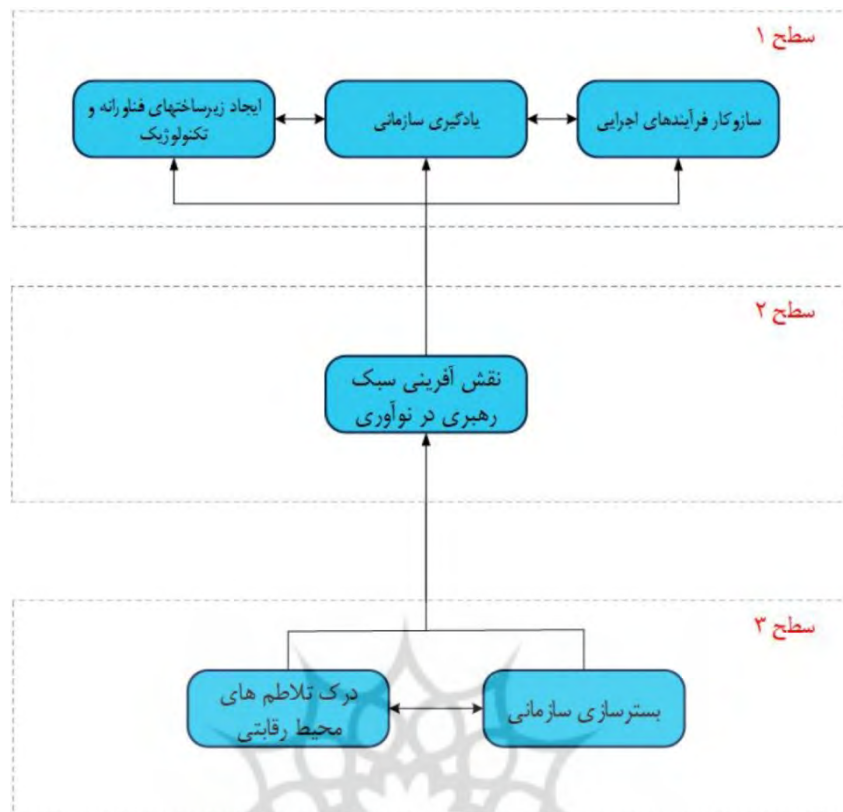 سطح ۱
سازوکار فرآیندهای اجرایی
یادگیری سازمانی
ایجاد زیرساختهای فناورانه و
تکنولوژیک
سطح ۲
نقش آفرینی سبک
رهبری در نوآوری
سطح ۳
بسترسازی سازمانی
درک تلاطم های
محیط رقابتی